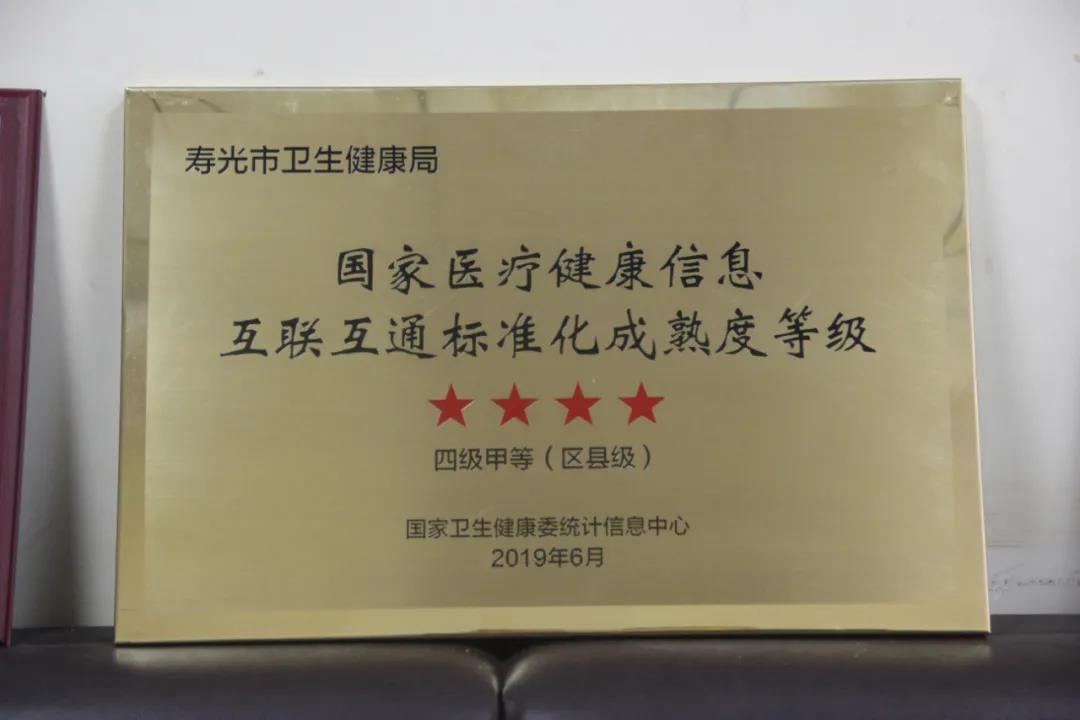 寿光市卫生健康局
国家医疗健康信息
互联互通标准化成熟度等级
四级甲等（区县级）
国家卫生健康委统计信息中心
2019年6月